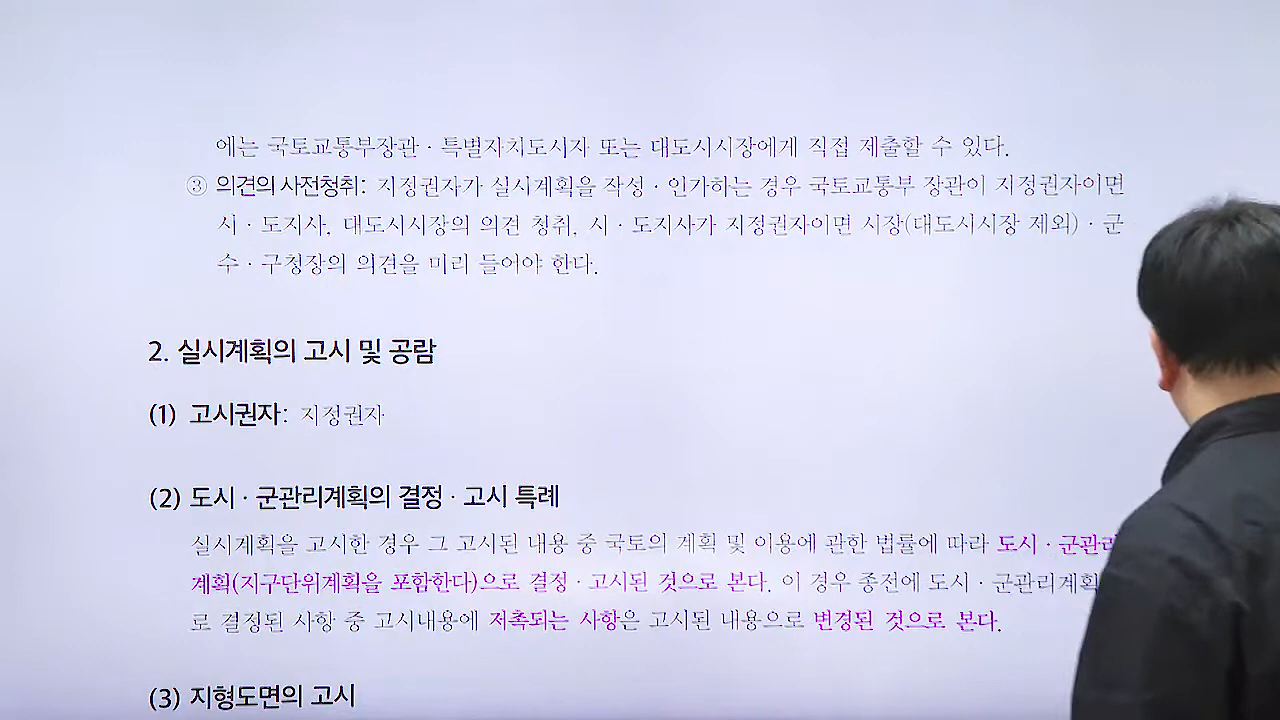 에는 국토교통부장관 · 특별자치도시자 또는 대도시시장에게 직접 제출할 수 있다.
③ 의견의 사전청취: 지정권자가 실시계획을 작성 · 인가하는 경우 국토교통부 장관이 지정권자이면
시 · 도지사, 대도시시장의 의견 청취, 시 · 도지사가 지정권자이면 시장(대도시시장 제외) · 군
수 · 구청장의 의견을 미리 들어야 한다.
2. 실시계획의 고시 및 공람
(1) 고시권자: 지정권자
(2) 도시 · 군관리계획의 결정 · 고시 특례
실시계획을 고시한 경우 그 고시된 내용 중 국토의 계획 및 이용에 관한 법률에 따라 도시 · 군관리
계획(지구단위계획을 포함한다)으로 결정 · 고시된 것으로 본다. 이 경우 종전에 도시 · 군관리계획
로 결정된 사항 중 고시내용에 저촉되는 사항은 고시된 내용으로 변경된 것으로 본다.
(3) 지형도면의 고시